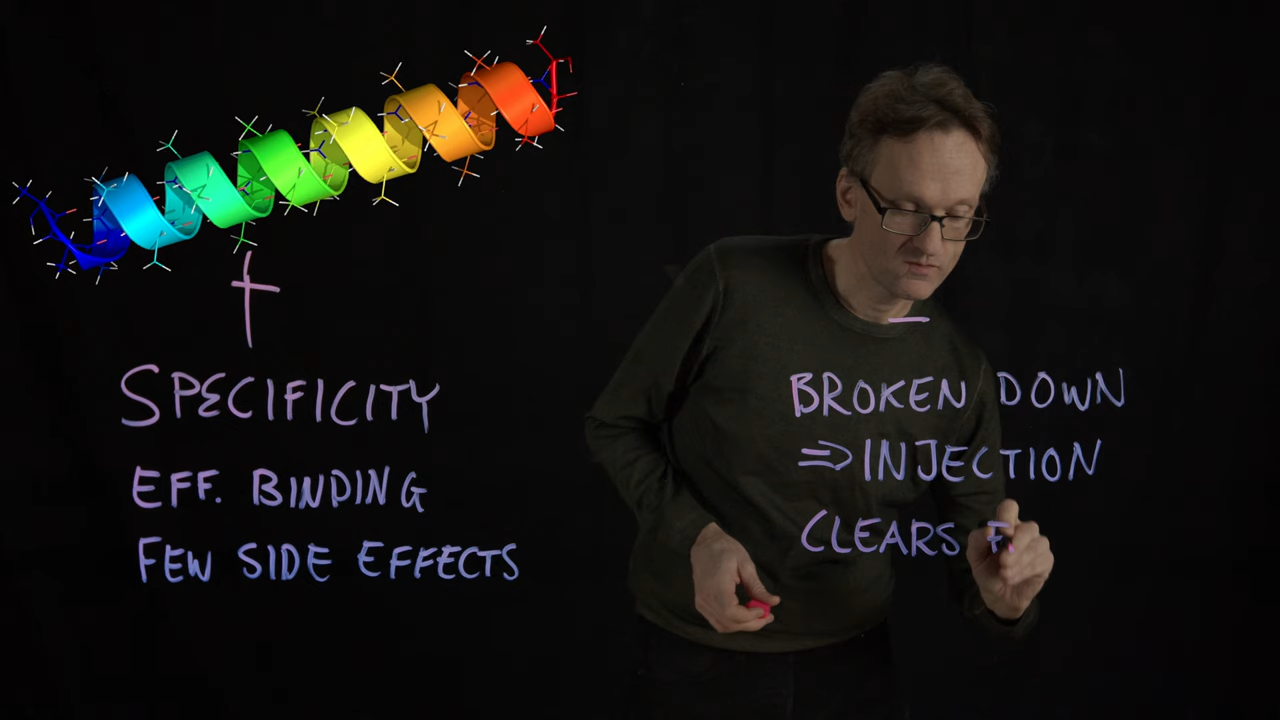 +
SPECIFICITY
EFF. BINDING
FEW SIDE EFFECTS
-
BROKEN DOWN
⇒ INJECTION
CLEARS F